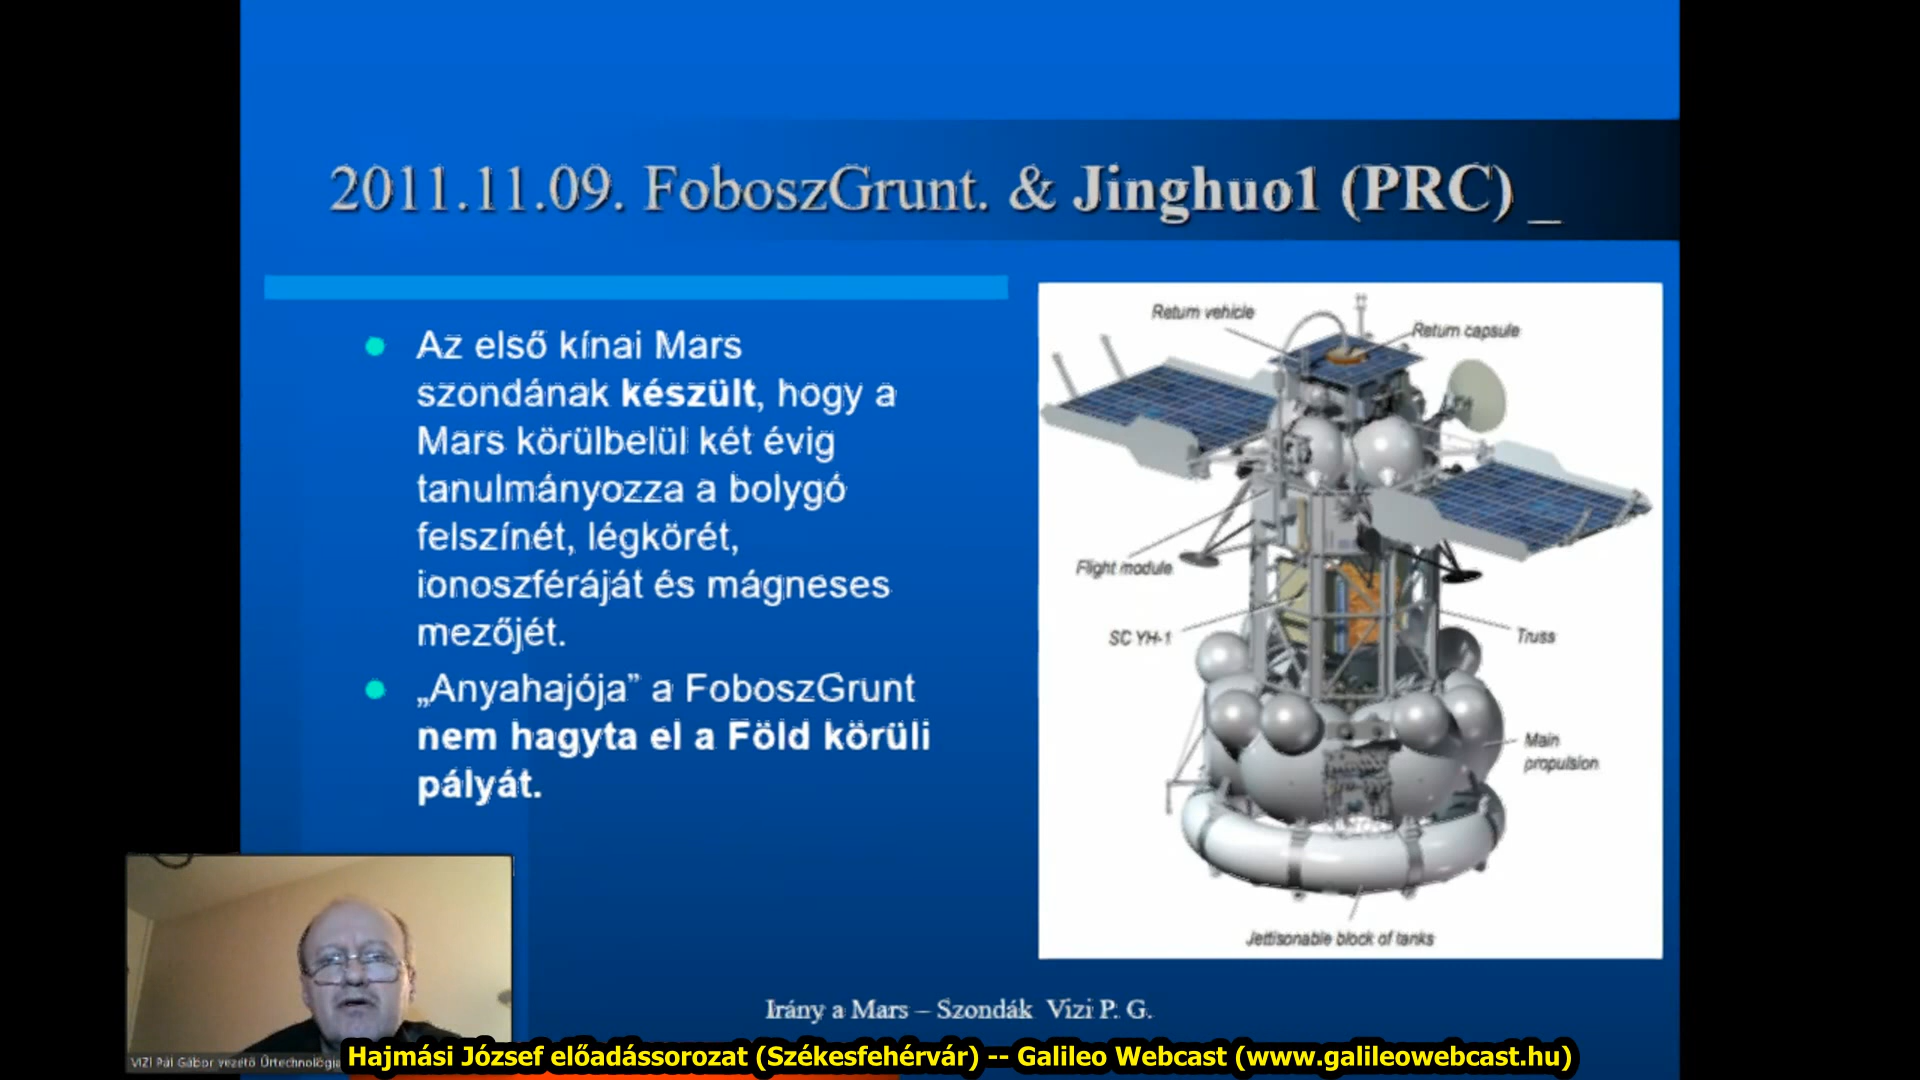 2011.11.09. FoboszGrunt. & Jinghuo1 (PRC) _
Az első kínai Mars
szondának készült, hogy a
Mars körülbelül két évig
tanulmányozza a bolygó
felszínét, légkörét,
ionoszféráját és mágneses
mezőjét.
„Anyahajója” a FoboszGrunt
nem hagyta el a Föld körüli
pályát.
Return vehicle
Return capsule
Flight module
SC YH-1
Truss
Main
propulsion
Jettisonable block of tanks
Irány a Mars – Szondák Vizi P. G.
VIZI Pál Gábor vezető Űrtechnológia
Hajmási József előadássorozat (Székesfehérvár) -- Galileo Webcast (www.galileowebcast.hu)